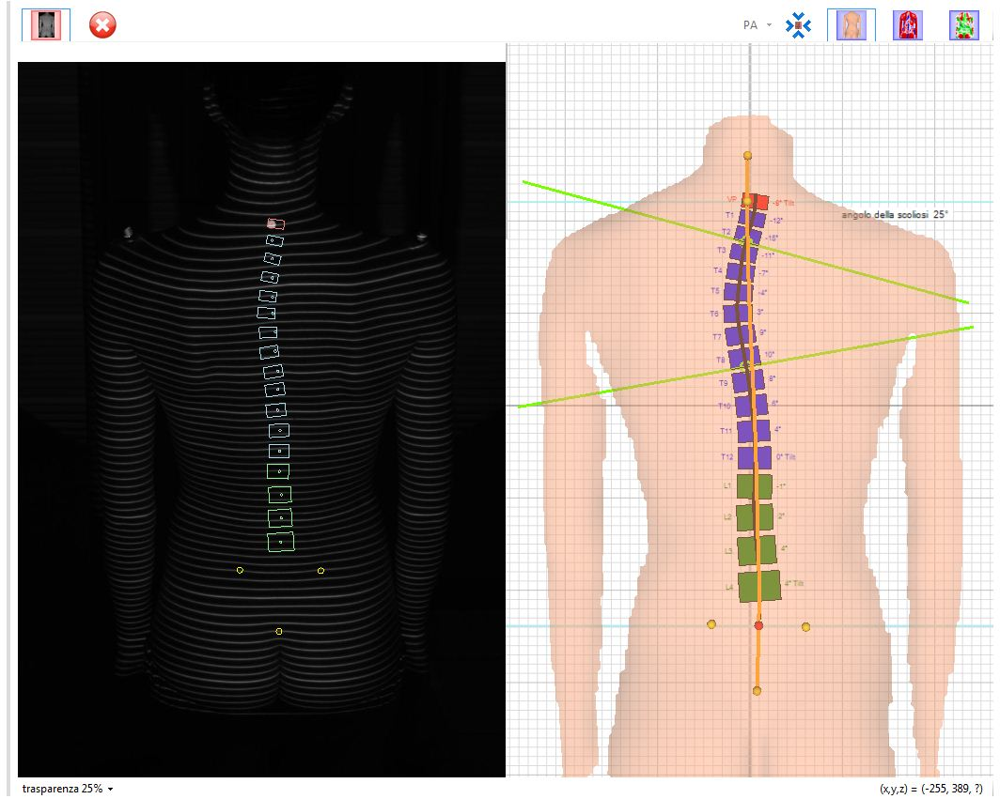 PA
VP
-6° Tilt
T1
-12°
angolo della scoliosi 25°
T2
-15°
T3
-11°
T4
-7°
T5
-4°
T6
3°
T7
9°
T8
10°
T9
8°
T10
6°
T11
4°
T12
0° Tilt
L1
-1°
L2
2°
L3
4°
L4
4° Tilt
trasparenza 25%
(x,y,z) = (-255, 389, ?)